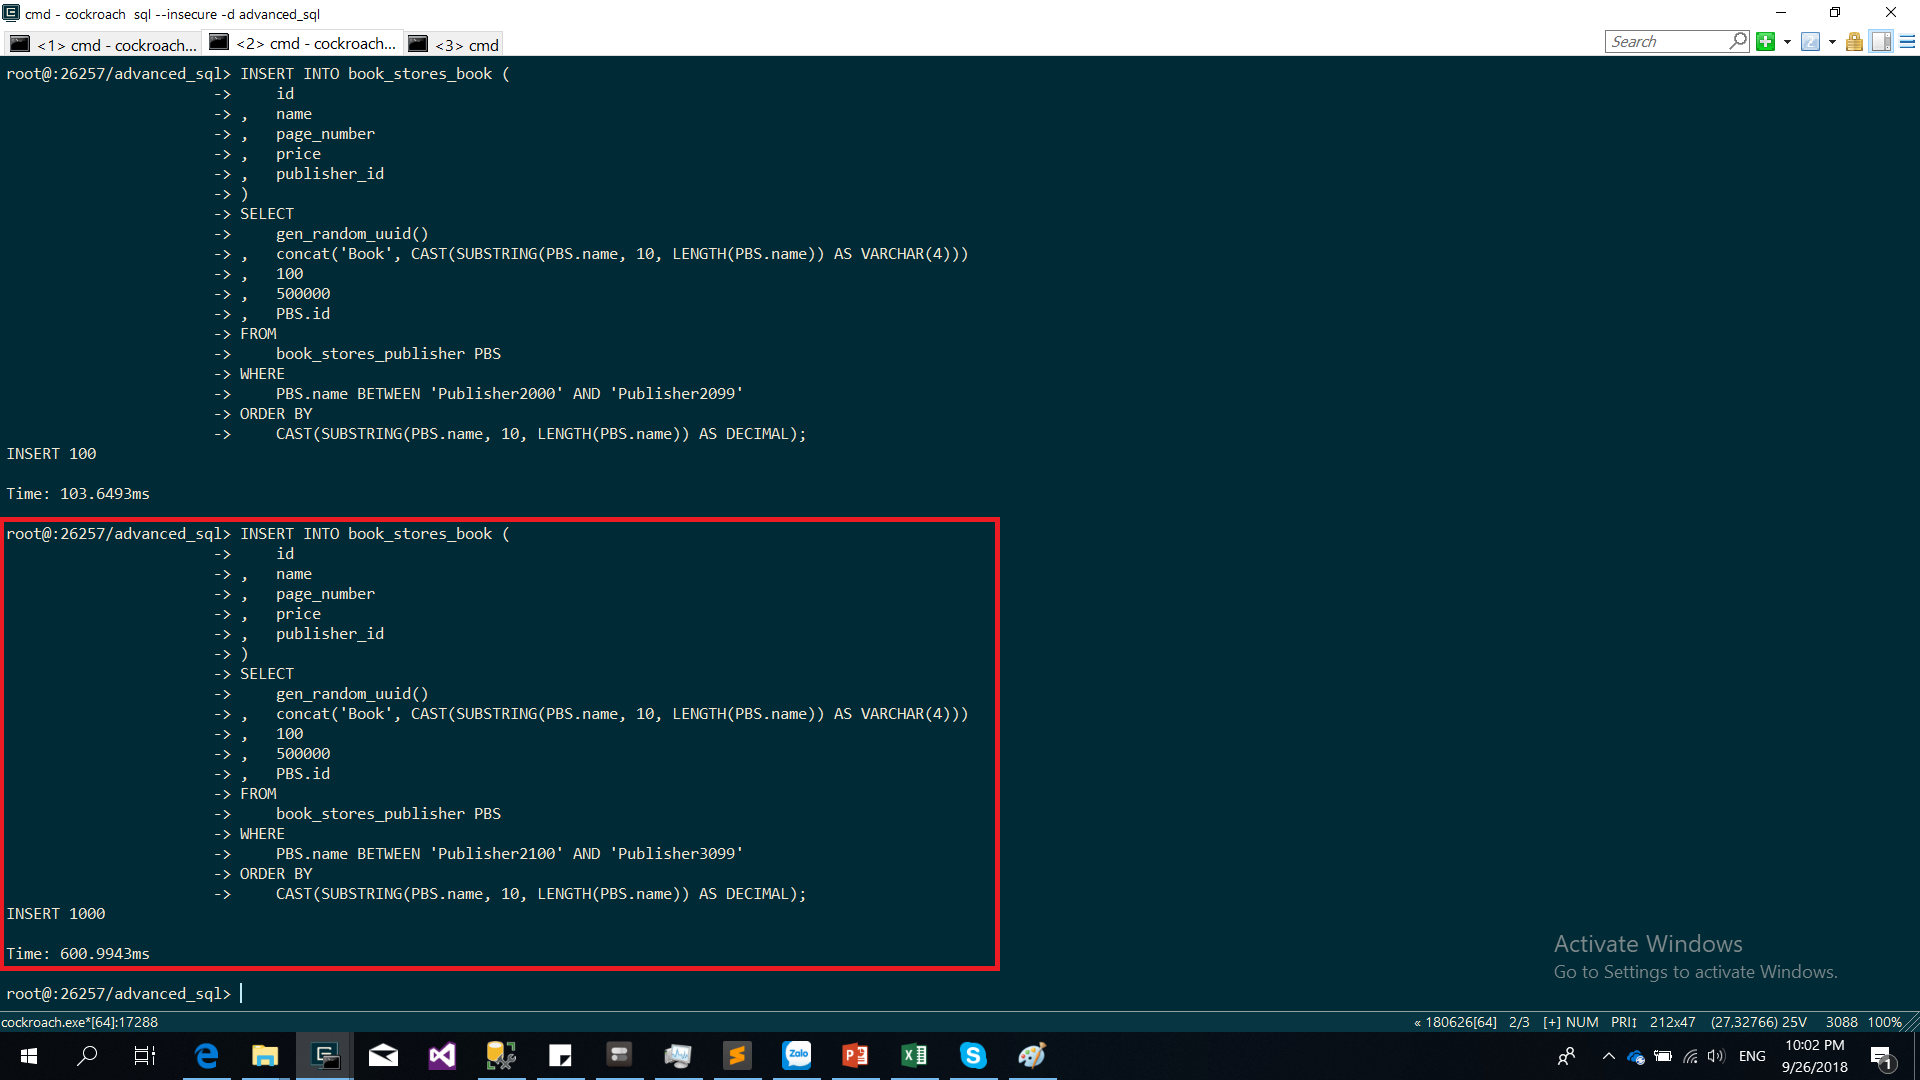 cmd - cockroach  sql --insecure -d advanced_sql
<1> cmd - cockroach...
<2> cmd - cockroach...
<3> cmd
Search
root@:26257/advanced_sql> INSERT INTO book_stores_book (
                       ->     id
                       -> ,   name
                       -> ,   page_number
                       -> ,   price
                       -> ,   publisher_id
                       -> )
                       -> SELECT
                       ->     gen_random_uuid()
                       -> ,   concat('Book', CAST(SUBSTRING(PBS.name, 10, LENGTH(PBS.name)) AS VARCHAR(4)))
                       -> ,   100
                       -> ,   500000
                       -> ,   PBS.id
                       -> FROM
                       ->     book_stores_publisher PBS
                       -> WHERE
                       ->     PBS.name BETWEEN 'Publisher2000' AND 'Publisher2099'
                       -> ORDER BY
                       ->     CAST(SUBSTRING(PBS.name, 10, LENGTH(PBS.name)) AS DECIMAL);
INSERT 100
Time: 103.6493ms
root@:26257/advanced_sql> INSERT INTO book_stores_book (
                       ->     id
                       -> ,   name
                       -> ,   page_number
                       -> ,   price
                       -> ,   publisher_id
                       -> )
                       -> SELECT
                       ->     gen_random_uuid()
                       -> ,   concat('Book', CAST(SUBSTRING(PBS.name, 10, LENGTH(PBS.name)) AS VARCHAR(4)))
                       -> ,   100
                       -> ,   500000
                       -> ,   PBS.id
                       -> FROM
                       ->     book_stores_publisher PBS
                       -> WHERE
                       ->     PBS.name BETWEEN 'Publisher2100' AND 'Publisher3099'
                       -> ORDER BY
                       ->     CAST(SUBSTRING(PBS.name, 10, LENGTH(PBS.name)) AS DECIMAL);
INSERT 1000
Time: 600.9943ms
root@:26257/advanced_sql>
Activate Windows
Go to Settings to activate Windows.
cockroach.exe*[64]:17288
« 180626[64]  2/3  [+] NUM  PRI↕  212x47  (27,32766) 25V  3088  100%
Zalo
ENG
10:02 PM
9/26/2018
1